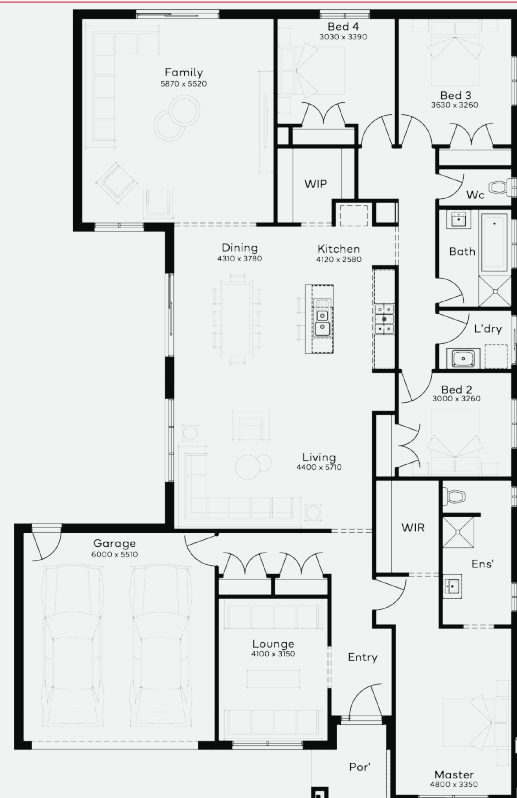 Bed 4
3030 x 3390
Family
5870 x 5520
Bed 3
3630 x 3260
WIP
Wc
Dining
4310 x 3780
Kitchen
4120 x 2580
Bath
L'dry
Bed 2
3000 x 3260
Living
4400 x 5710
WIR
Garage
6000 x 5510
Ens'
Lounge
4100 x 3150
Entry
Por'
Master
4800 x 3350